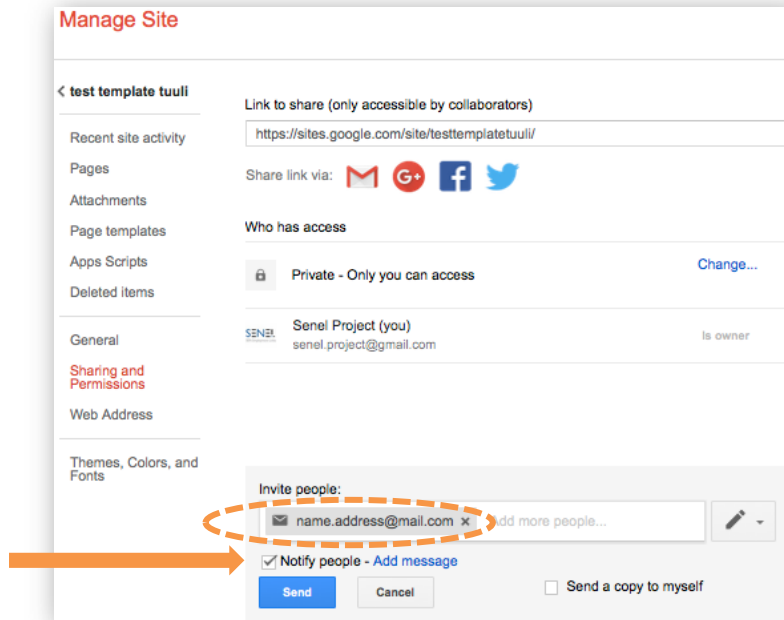 Manage Site
test template tuuli
Recent site activity
Pages
Attachments
Page templates
Apps Scripts
Deleted items
General
Sharing and
Permissions
Web Address
Themes, Colors, and
Fonts
Link to share (only accessible by collaborators)
https://sites.google.com/site/testtemplatetuuli/
Share link via:
G+
f
Who has access
Private - Only you can access
Change...
SENEL
Senel Project (you)
senel.project@gmail.com
Is owner
Invite people:
name.address@mail.com × Add more people...
Notify people - Add message
Send
Cancel
Send a copy to myself